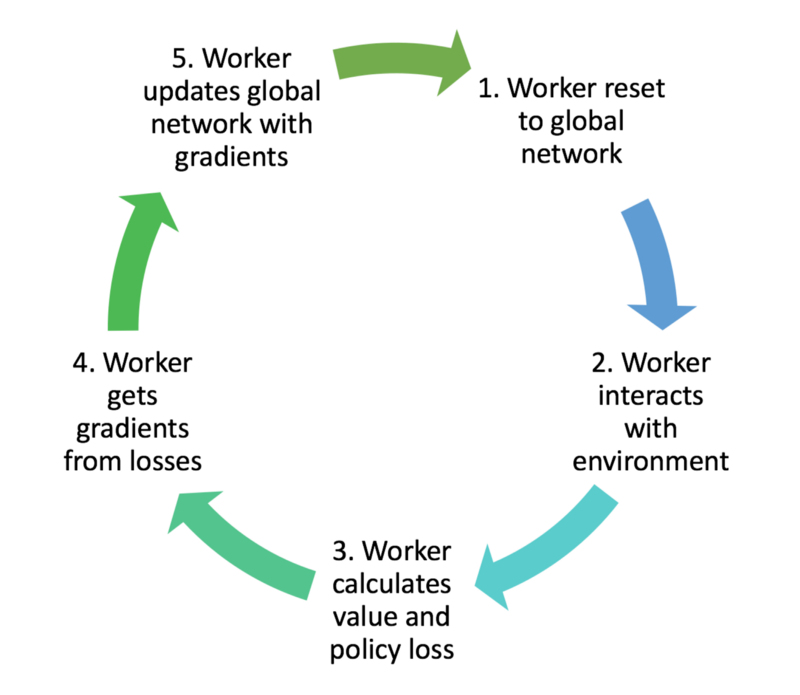 1. Worker reset
to global
network
2. Worker
interacts
with
environment
3. Worker
calculates
value and
policy loss
4. Worker
gets
gradients
from losses
5. Worker
updates global
network with
gradients